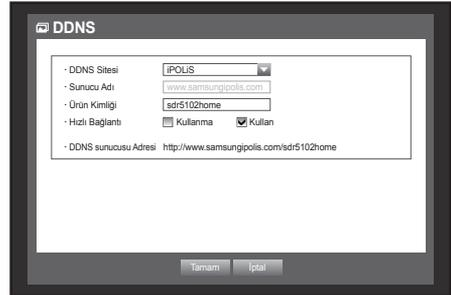 DDNS
· DDNS Sitesi iPOLiS
· Sunucu Adı www.samsungipolis.com
· Ürün Kimliği sdr5102home
· Hızlı Bağlantı Kullanma Kullan
· DDNS sunucusu Adresi http://www.samsungipolis.com/sdr5102home
Tamam İptal